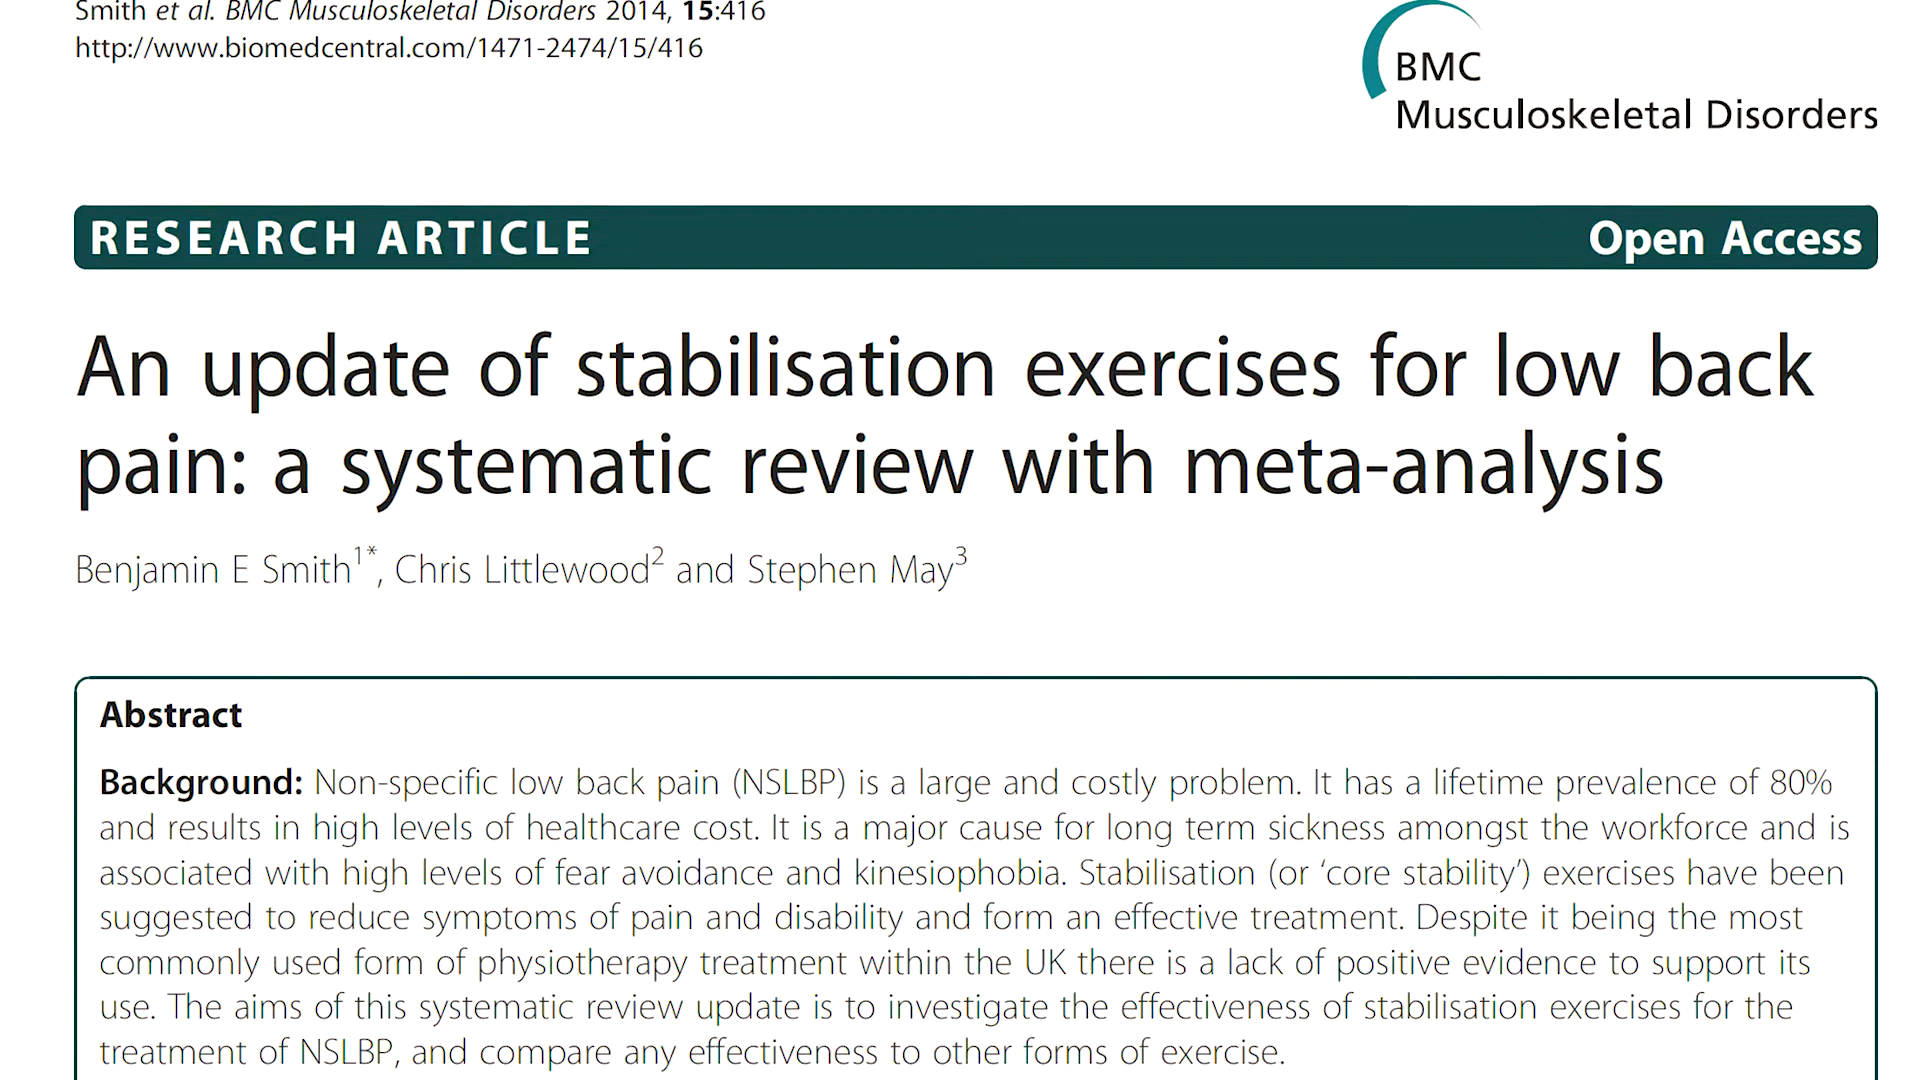 Smith et al. BMC Musculoskeletal Disorders 2014, 15:416
http://www.biomedcentral.com/1471-2474/15/416
BMC
Musculoskeletal Disorders
RESEARCH ARTICLE
Open Access
An update of stabilisation exercises for low back
pain: a systematic review with meta-analysis
Benjamin E Smith1*, Chris Littlewood2 and Stephen May3
Abstract
Background: Non-specific low back pain (NSLBP) is a large and costly problem. It has a lifetime prevalence of 80%
and results in high levels of healthcare cost. It is a major cause for long term sickness amongst the workforce and is
associated with high levels of fear avoidance and kinesiophobia. Stabilisation (or ‘core stability’) exercises have been
suggested to reduce symptoms of pain and disability and form an effective treatment. Despite it being the most
commonly used form of physiotherapy treatment within the UK there is a lack of positive evidence to support its
use. The aims of this systematic review update is to investigate the effectiveness of stabilisation exercises for the
treatment of NSLBP, and compare any effectiveness to other forms of exercise.